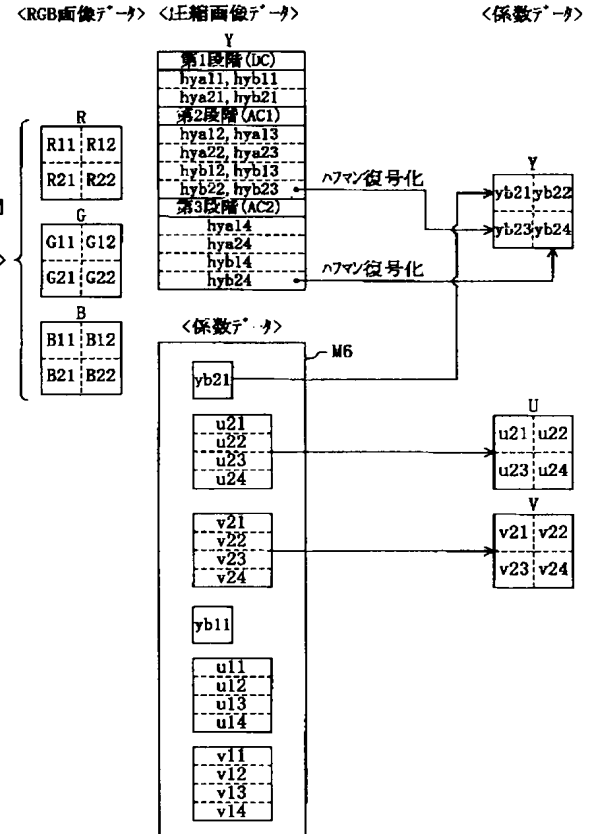 <RGB画像データ>
<圧縮画像データ>
<係数データ>
R
R11 R12
R21 R22
G
G11 G12
G21 G22
B
B11 B12
B21 B22
Y
第1段階(DC)
hya11, hyb11
hya21, hyb21
第2段階(AC1)
hya12, hya13
hya22, hya23
hyb12, hyb13
hyb22, hyb23
第3段階(AC2)
hya14
hya24
hyb14
hyb24
ハフマン復号化
ハフマン復号化
Y
yb21 yb22
yb23 yb24
<係数データ>
M6
yb21
u21
u22
u23
u24
v21
v22
v23
v24
yb11
u11
u12
u13
u14
v11
v12
v13
v14
U
u21 u22
u23 u24
V
v21 v22
v23 v24